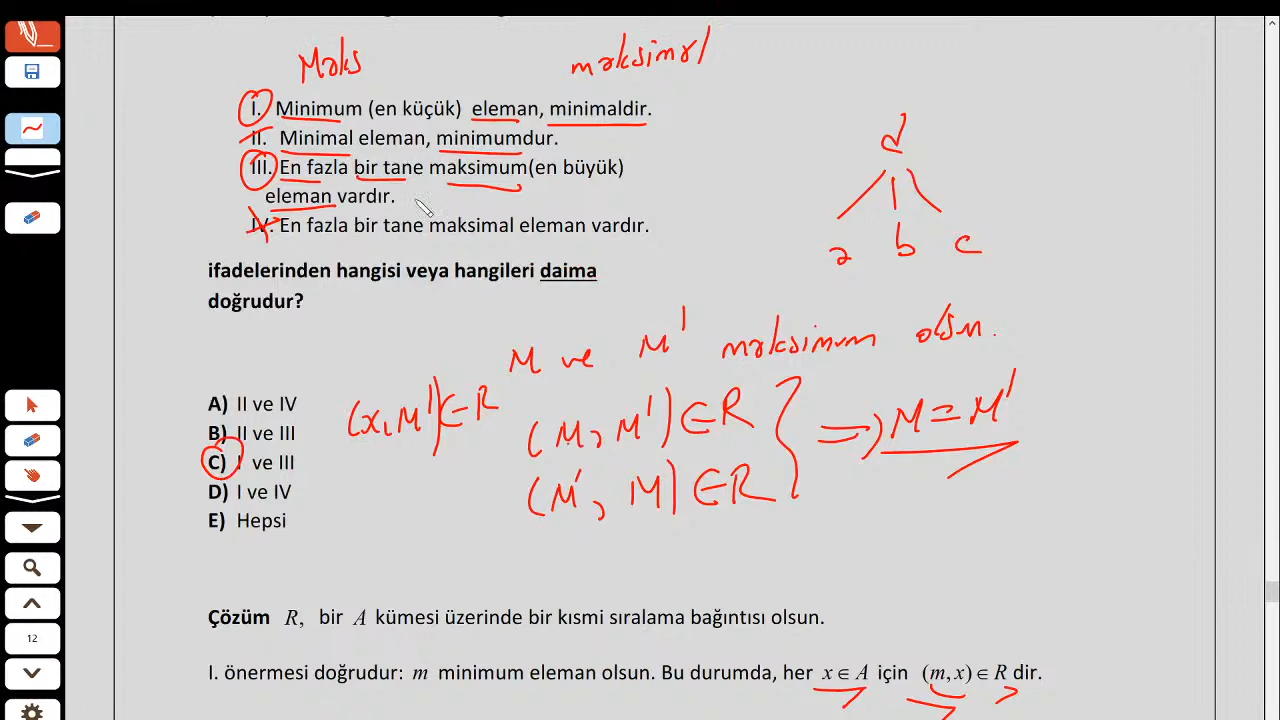 Maks maksimal
I. Minimum (en küçük) eleman, minimaldir.
II. Minimal eleman, minimumdur.
III. En fazla bir tane maksimum(en büyük)
eleman vardır.
IV. En fazla bir tane maksimal eleman vardır.
d
a b c
ifadelerinden hangisi veya hangileri daima
doğrudur?
M ve M' maksimum olsun.
A) II ve IV
B) II ve III
C) I ve III
D) I ve IV
E) Hepsi
(x, M') ∈ R
(M, M') ∈ R
(M', M) ∈ R
} ⇒ M = M'
Çözüm R, bir A kümesi üzerinde bir kısmi sıralama bağıntısı olsun.
I. önermesi doğrudur: m minimum eleman olsun. Bu durumda, her x ∈ A için (m, x) ∈ R dir.
12